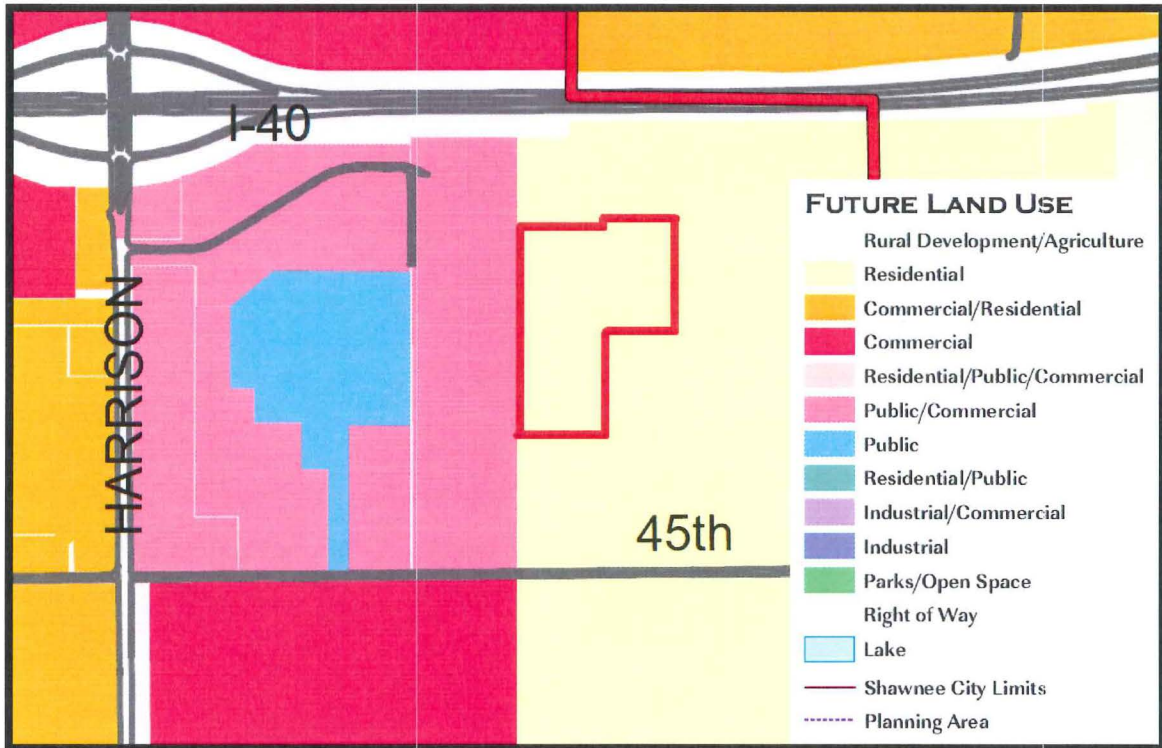 I-40
HARRISON
45th
FUTURE LAND USE
Rural Development/Agriculture
Residential
Commercial/Residential
Commercial
Residential/Public/Commercial
Public/Commercial
Public
Residential/Public
Industrial/Commercial
Industrial
Parks/Open Space
Right of Way
Lake
Shawnee City Limits
Planning Area